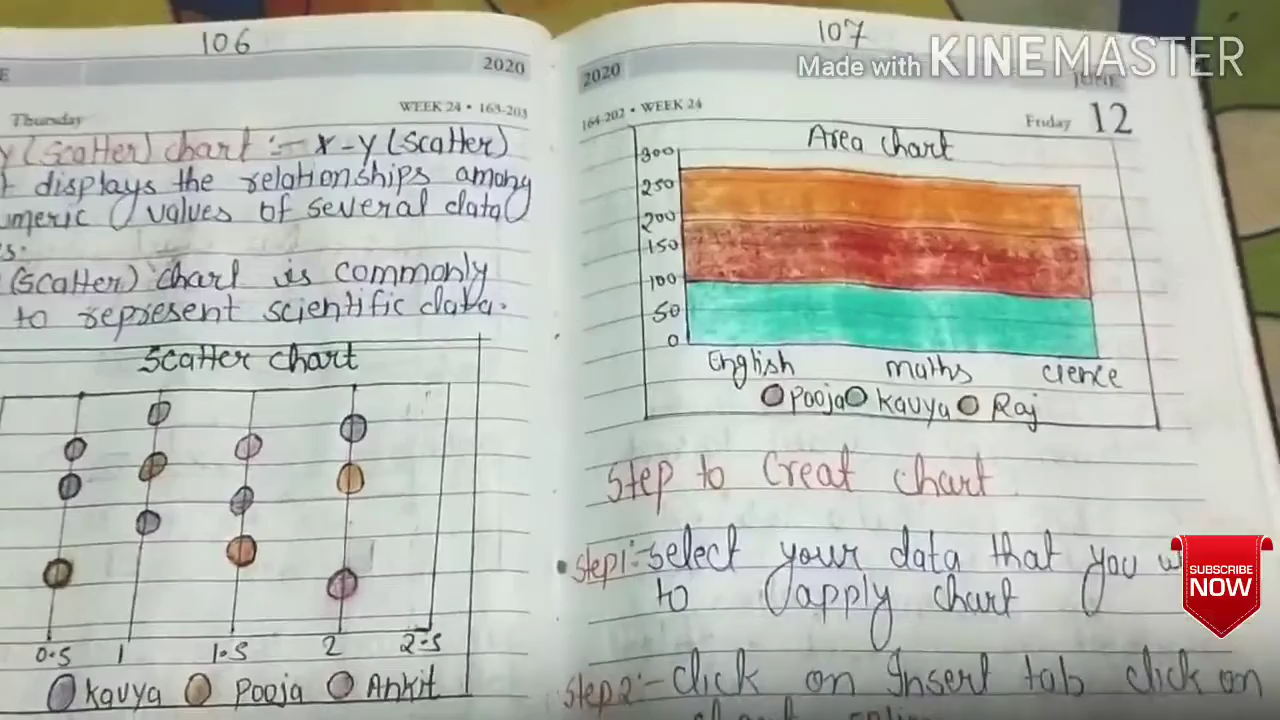 106
2020
Thursday
WEEK 24 • 163-203
y (Scatter) chart :- x-y (Scatter)
displays the relationships among
umeric values of several data
s.
(Scatter) chart is commonly
to represent scientific data.
Scatter chart
0.5 1 1.5 2 2.5
Kavya Pooja Ankit
107
Made with KINEMASTER
2020
JUNE
164-202 • WEEK 24
Friday 12
Area chart
300
250
200
150
100
50
0
English maths cience
Pooja Kavya Raj
Step to Creat chart
Step1:- select your data that you w
to apply chart
Step2:- Click on Insert tab click on
SUBSCRIBE
NOW